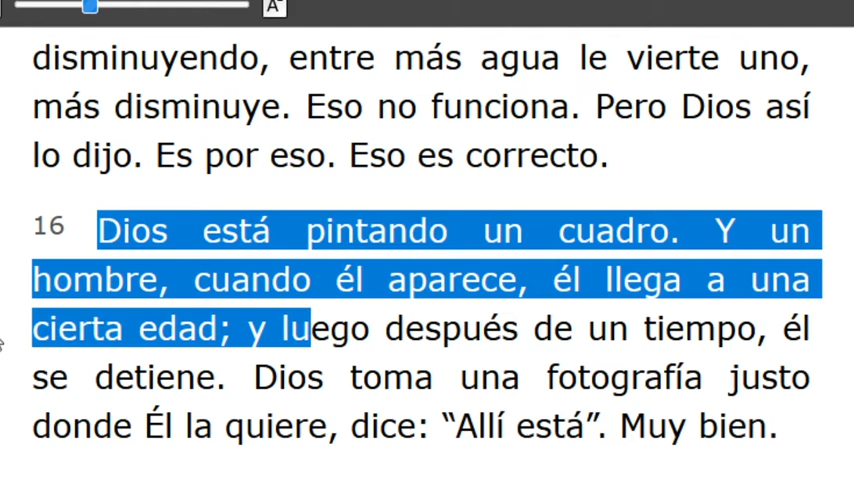 A
disminuyendo, entre más agua le vierte uno,
más disminuye. Eso no funciona. Pero Dios así
lo dijo. Es por eso. Eso es correcto.
16 Dios está pintando un cuadro. Y un
hombre, cuando él aparece, él llega a una
cierta edad; y luego después de un tiempo, él
se detiene. Dios toma una fotografía justo
donde Él la quiere, dice: “Allí está”. Muy bien.